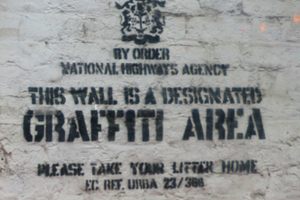 BY ORDER
NATIONAL HIGHWAYS AGENCY
THIS WALL IS A DESIGNATED
GRAFFITI AREA
PLEASE TAKE YOUR LITTER HOME
EC REF. URBA 23/366